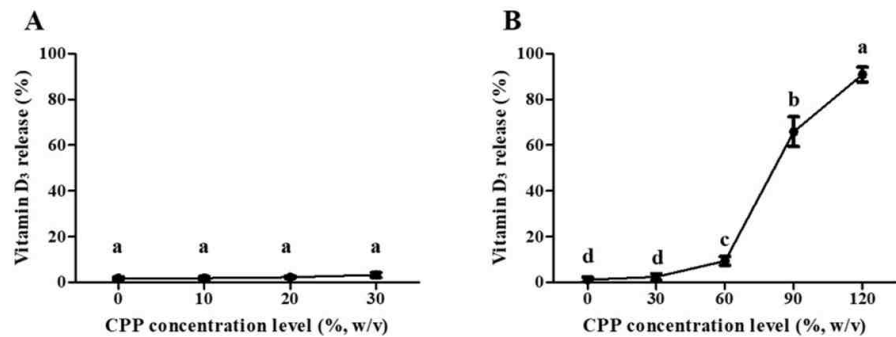 A
Vitamin D3 release (%)
100
80
60
40
20
0
a a a a
0 10 20 30
CPP concentration level (%, w/v)
B
Vitamin D3 release (%)
100
80
60
40
20
0
d d c b a
0 30 60 90 120
CPP concentration level (%, w/v)